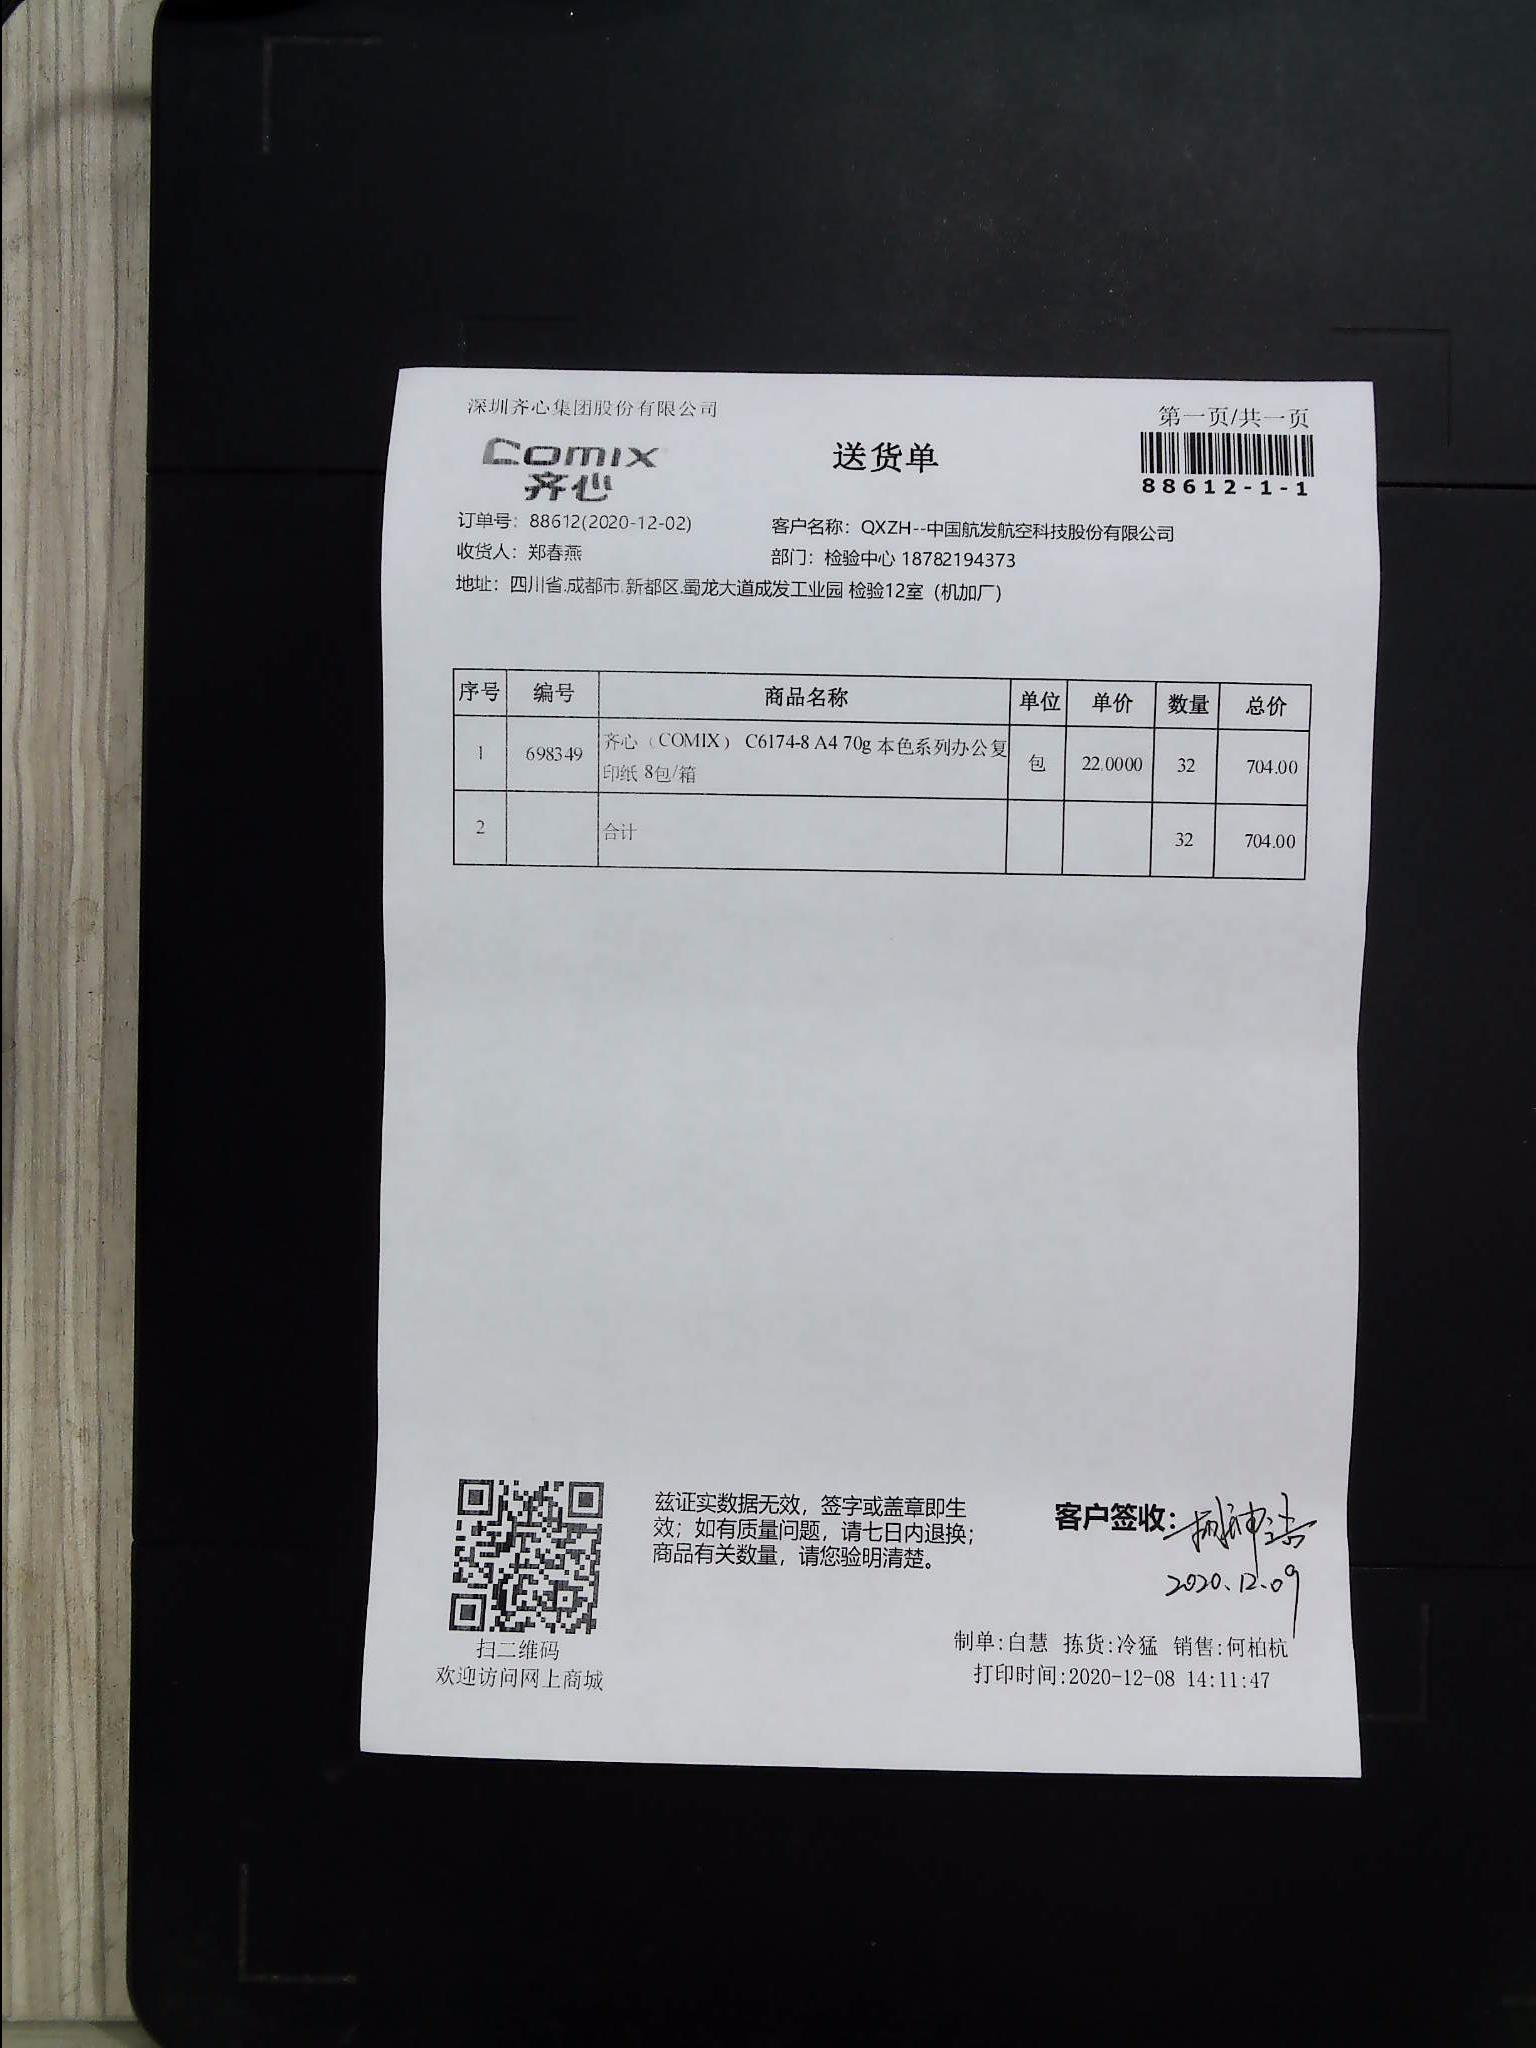 深圳齐心集团股份有限公司
第一页/共一页
Comix
齐心
送货单
88612-1-1
订单号：88612(2020-12-02)
客户名称：QXZH--中国航发航空科技股份有限公司
收货人：郑春燕
部门：检验中心 18782194373
地址：四川省.成都市.新都区.蜀龙大道成发工业园 检验12室（机加厂）
序号 编号 商品名称 单位 单价 数量 总价
1 698349 齐心（COMIX） C6174-8 A4 70g 本色系列办公复印纸 8包/箱 包 22.0000 32 704.00
2 合计 32 704.00
兹证实数据无效，签字或盖章即生
效；如有质量问题，请七日内退换；
商品有关数量，请您验明清楚。
客户签收：
2020.12.09
扫二维码
欢迎访问网上商城
制单:白慧 拣货:冷猛 销售:何柏杭
打印时间:2020-12-08 14:11:47